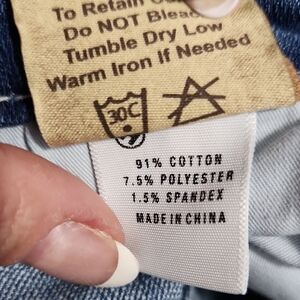 To Retain
Do NOT Bleach
Tumble Dry Low
Warm Iron If Needed
30C
91% COTTON
7.5% POLYESTER
1.5% SPANDEX
MADE IN CHINA